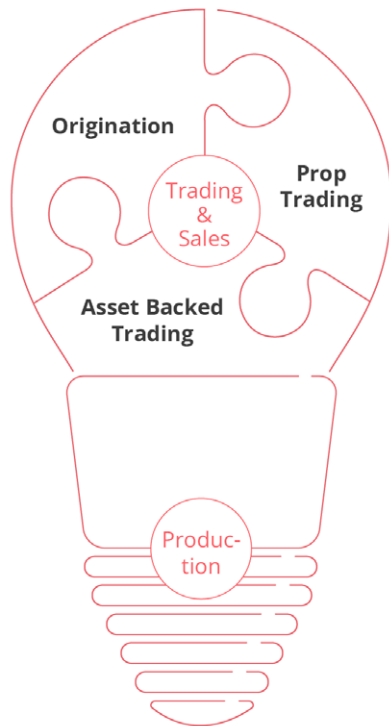 Origination
Prop
Trading
Trading
&
Sales
Asset Backed
Trading
Produc-
tion